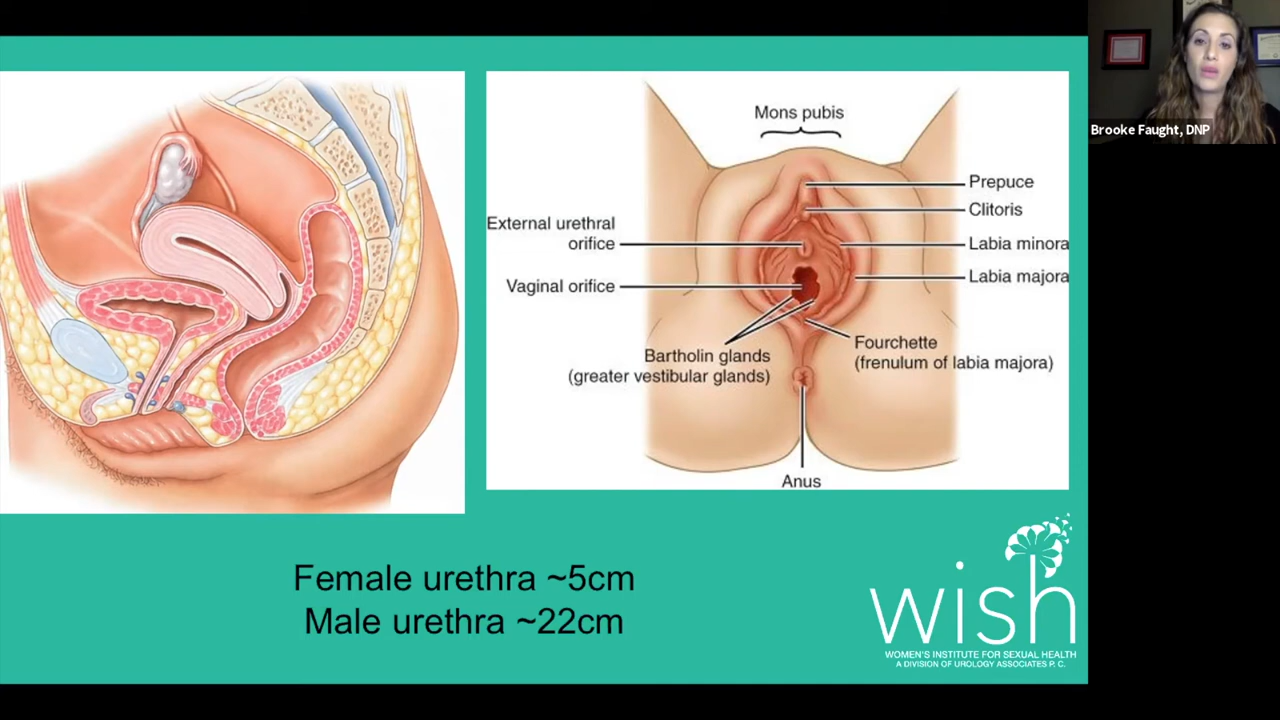 Brooke Faught, DNP
Mons pubis
Prepuce
Clitoris
External urethral
orifice
Labia minora
Labia majora
Vaginal orifice
Bartholin glands
(greater vestibular glands)
Fourchette
(frenulum of labia majora)
Anus
Female urethra ~5cm
Male urethra ~22cm
wish
WOMEN'S INSTITUTE FOR SEXUAL HEALTH
A DIVISION OF UROLOGY ASSOCIATES P. C.